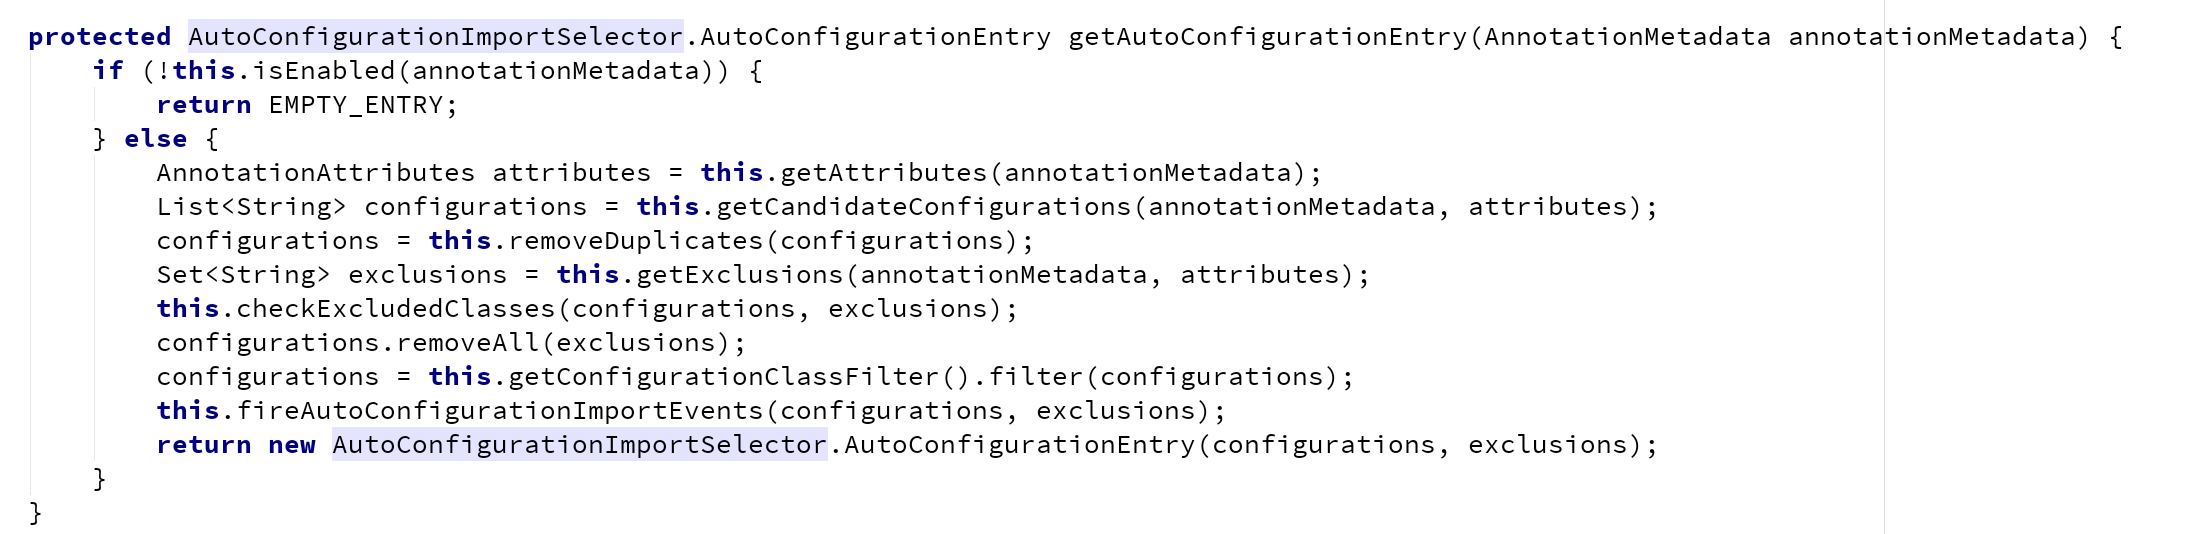 protected AutoConfigurationImportSelector.AutoConfigurationEntry getAutoConfigurationEntry(AnnotationMetadata annotationMetadata) {
    if (!this.isEnabled(annotationMetadata)) {
        return EMPTY_ENTRY;
    } else {
        AnnotationAttributes attributes = this.getAttributes(annotationMetadata);
        List<String> configurations = this.getCandidateConfigurations(annotationMetadata, attributes);
        configurations = this.removeDuplicates(configurations);
        Set<String> exclusions = this.getExclusions(annotationMetadata, attributes);
        this.checkExcludedClasses(configurations, exclusions);
        configurations.removeAll(exclusions);
        configurations = this.getConfigurationClassFilter().filter(configurations);
        this.fireAutoConfigurationImportEvents(configurations, exclusions);
        return new AutoConfigurationImportSelector.AutoConfigurationEntry(configurations, exclusions);
    }
}